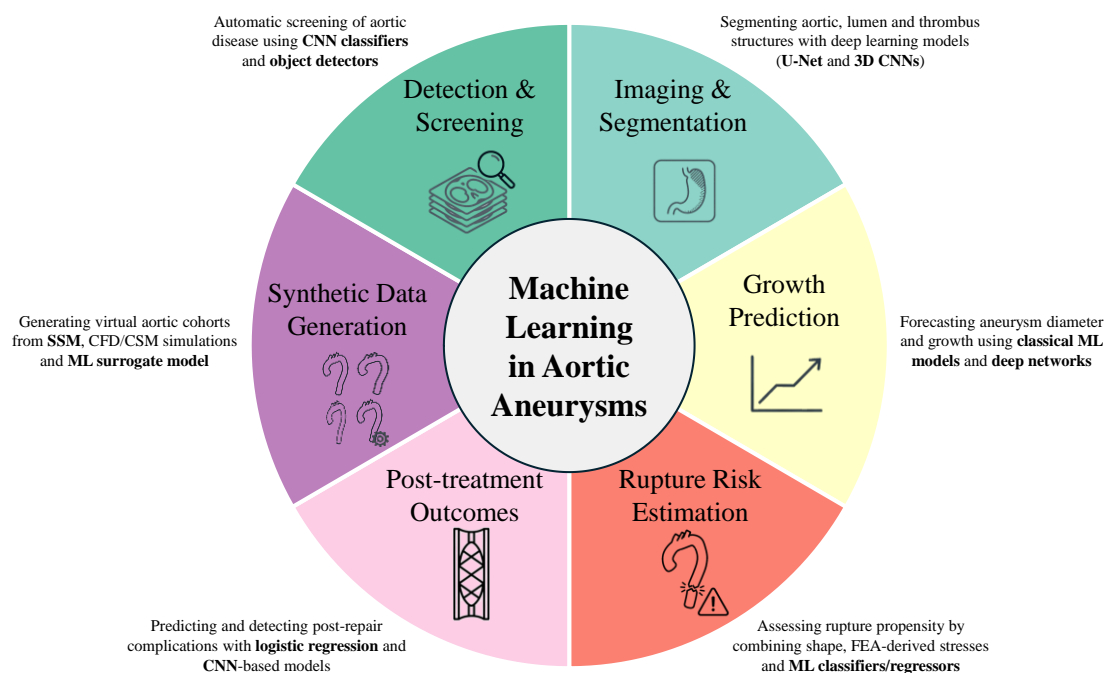 Automatic screening of aortic
disease using CNN classifiers
and object detectors
Segmenting aortic, lumen and thrombus
structures with deep learning models
(U-Net and 3D CNNs)
Detection &
Screening
Imaging &
Segmentation
Synthetic Data
Generation
Machine
Learning
in Aortic
Aneurysms
Growth
Prediction
Generating virtual aortic cohorts
from SSM, CFD/CSM simulations
and ML surrogate model
Forecasting aneurysm diameter
and growth using classical ML
models and deep networks
Post-treatment
Outcomes
Rupture Risk
Estimation
Predicting and detecting post-repair
complications with logistic regression and
CNN-based models
Assessing rupture propensity by
combining shape, FEA-derived stresses
and ML classifiers/regressors